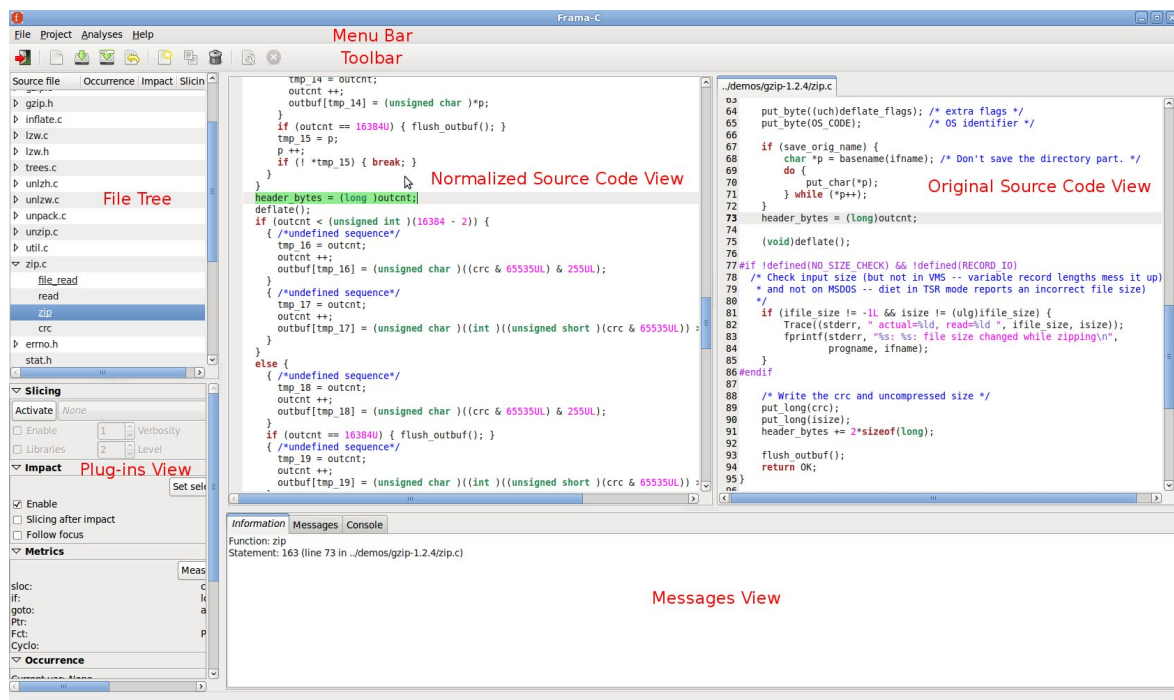 Frama-C
File Project Analyses Help
Menu Bar
Toolbar
Source file Occurrence Impact Slicin
gzip.h
inflate.c
lzw.c
lzw.h
trees.c
unlzh.c
unlzw.c
unpack.c
unzip.c
util.c
zip.c
file_read
read
zip
crc
errno.h
stat.h
File Tree
Slicing
Activate None
Enable 1 Verbosity
Libraries 2 Level
Impact
Plug-ins View
Set sele
Enable
Slicing after impact
Follow focus
Metrics
Meas
sloc: c
if: lo
goto: a
Ptr:
Fct: P
Cyclo:
Occurrence
Current var: None
tmp_14 = outcnt;
outcnt ++;
outbuf[tmp_14] = (unsigned char )*p;
}
if (outcnt == 16384U) { flush_outbuf(); }
tmp_15 = p;
p ++;
if (! *tmp_15) { break; }
}
}
header_bytes = (long )outcnt;
deflate();
if (outcnt < (unsigned int )(16384 - 2)) {
{ /*undefined sequence*/
tmp_16 = outcnt;
outcnt ++;
outbuf[tmp_16] = (unsigned char )((crc & 65535UL) & 255UL);
}
{ /*undefined sequence*/
tmp_17 = outcnt;
outcnt ++;
outbuf[tmp_17] = (unsigned char )((int )((unsigned short )(crc & 65535UL)) >
}
}
else {
{ /*undefined sequence*/
tmp_18 = outcnt;
outcnt ++;
outbuf[tmp_18] = (unsigned char )((crc & 65535UL) & 255UL);
}
if (outcnt == 16384U) { flush_outbuf(); }
{ /*undefined sequence*/
tmp_19 = outcnt;
outcnt ++;
outbuf[tmp_19] = (unsigned char )((int )((unsigned short )(crc & 65535UL)) >
Normalized Source Code View
../demos/gzip-1.2.4/zip.c
63
64 put_byte((uch)deflate_flags); /* extra flags */
65 put_byte(OS_CODE); /* OS identifier */
66
67 if (save_orig_name) {
68 char *p = basename(ifname); /* Don't save the directory part. */
69 do {
70 put_char(*p);
71 } while (*p++);
72 }
73 header_bytes = (long)outcnt;
74
75 (void)deflate();
76
77 #if !defined(NO_SIZE_CHECK) && !defined(RECORD_IO)
78 /* Check input size (but not in VMS -- variable record lengths mess it up)
79 * and not on MSDOS -- diet in TSR mode reports an incorrect file size)
80 */
81 if (ifile_size != -1L && isize != (ulg)ifile_size) {
82 Trace((stderr, " actual=%ld, read=%ld ", ifile_size, isize));
83 fprintf(stderr, "%s: %s: file size changed while zipping\n",
84 progname, ifname);
85 }
86 #endif
87
88 /* Write the crc and uncompressed size */
89 put_long(crc);
90 put_long(isize);
91 header_bytes += 2*sizeof(long);
92
93 flush_outbuf();
94 return OK;
95 }
96
Original Source Code View
Information Messages Console
Function: zip
Statement: 163 (line 73 in ../demos/gzip-1.2.4/zip.c)
Messages View